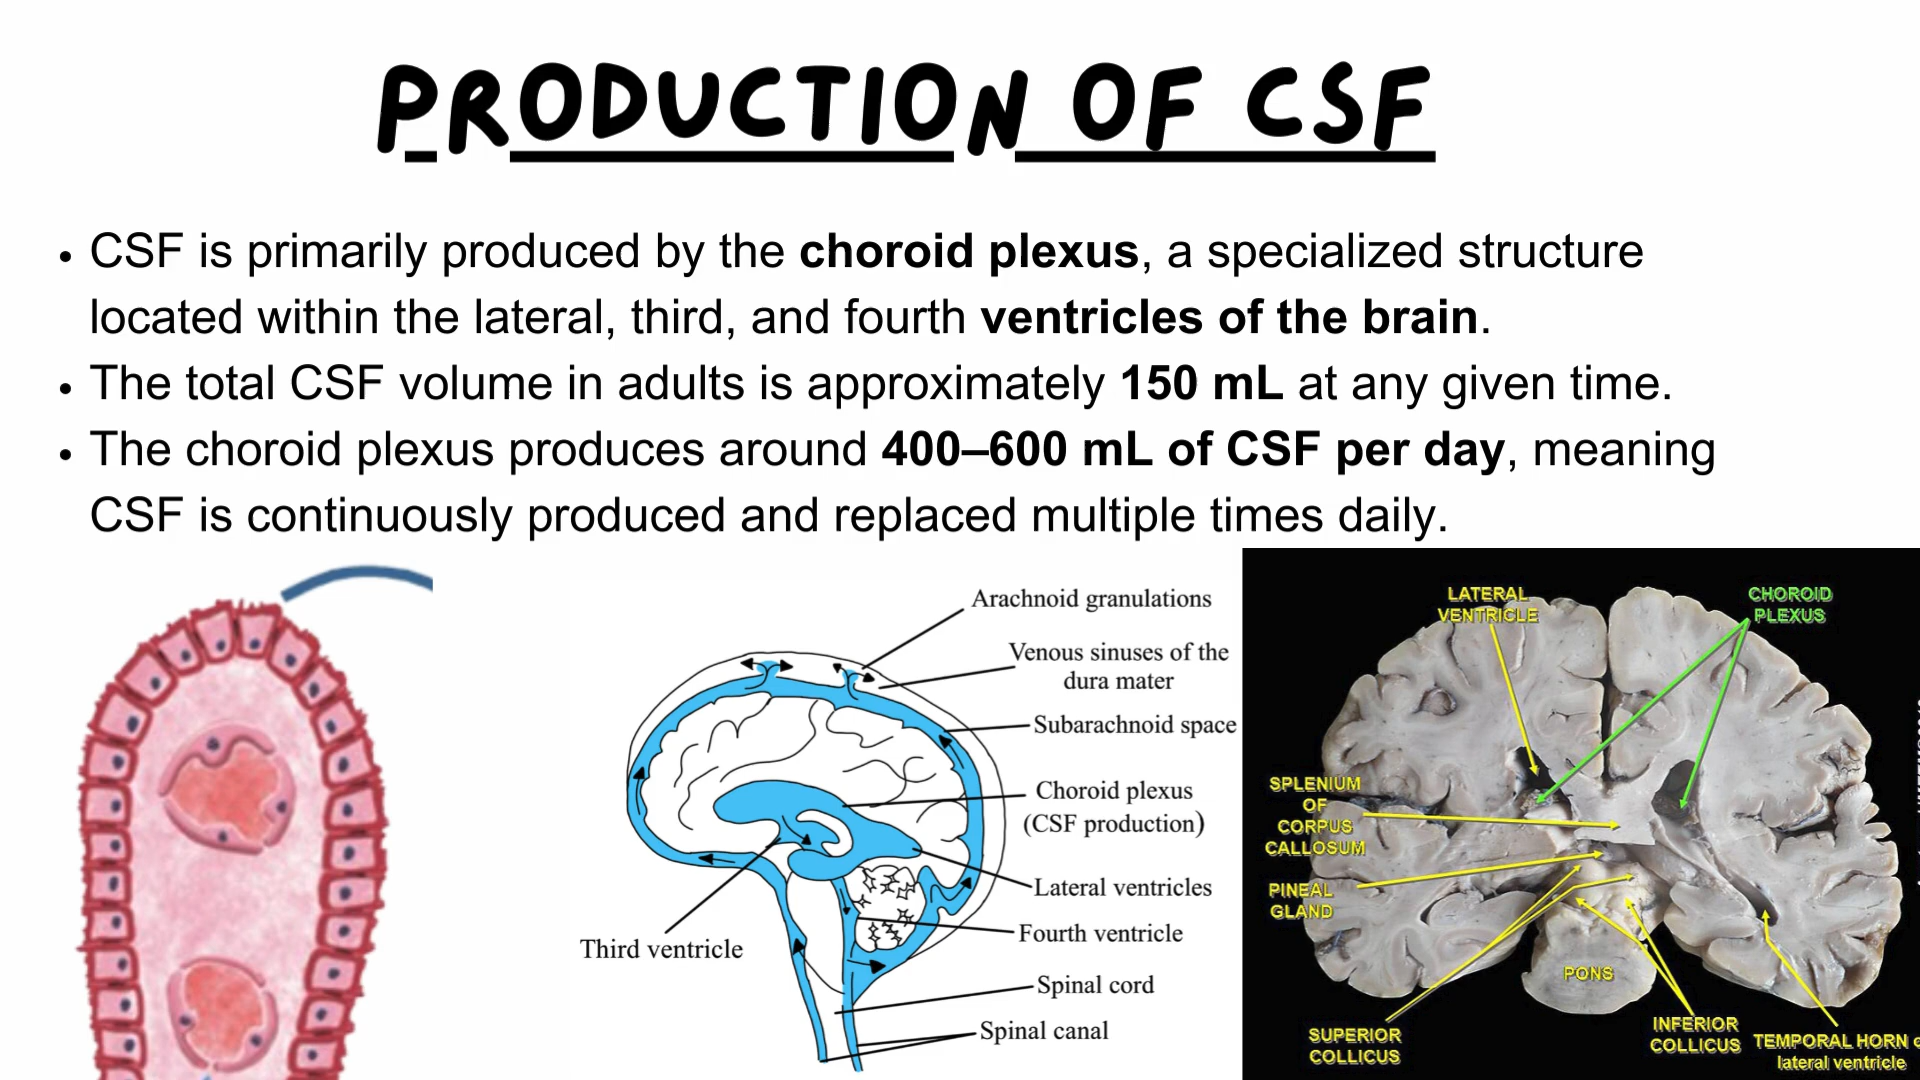 PRODUCTION OF CSF
• CSF is primarily produced by the choroid plexus, a specialized structure
located within the lateral, third, and fourth ventricles of the brain.
• The total CSF volume in adults is approximately 150 mL at any given time.
• The choroid plexus produces around 400–600 mL of CSF per day, meaning
CSF is continuously produced and replaced multiple times daily.
Arachnoid granulations
Venous sinuses of the
dura mater
Subarachnoid space
Choroid plexus
(CSF production)
Lateral ventricles
Fourth ventricle
Third ventricle
Spinal cord
Spinal canal
LATERAL
VENTRICLE
CHOROID
PLEXUS
SPLENIUM
OF
CORPUS
CALLOSUM
PINEAL
GLAND
PONS
SUPERIOR
COLLICUS
INFERIOR
COLLICUS
TEMPORAL HORN
lateral ventricle